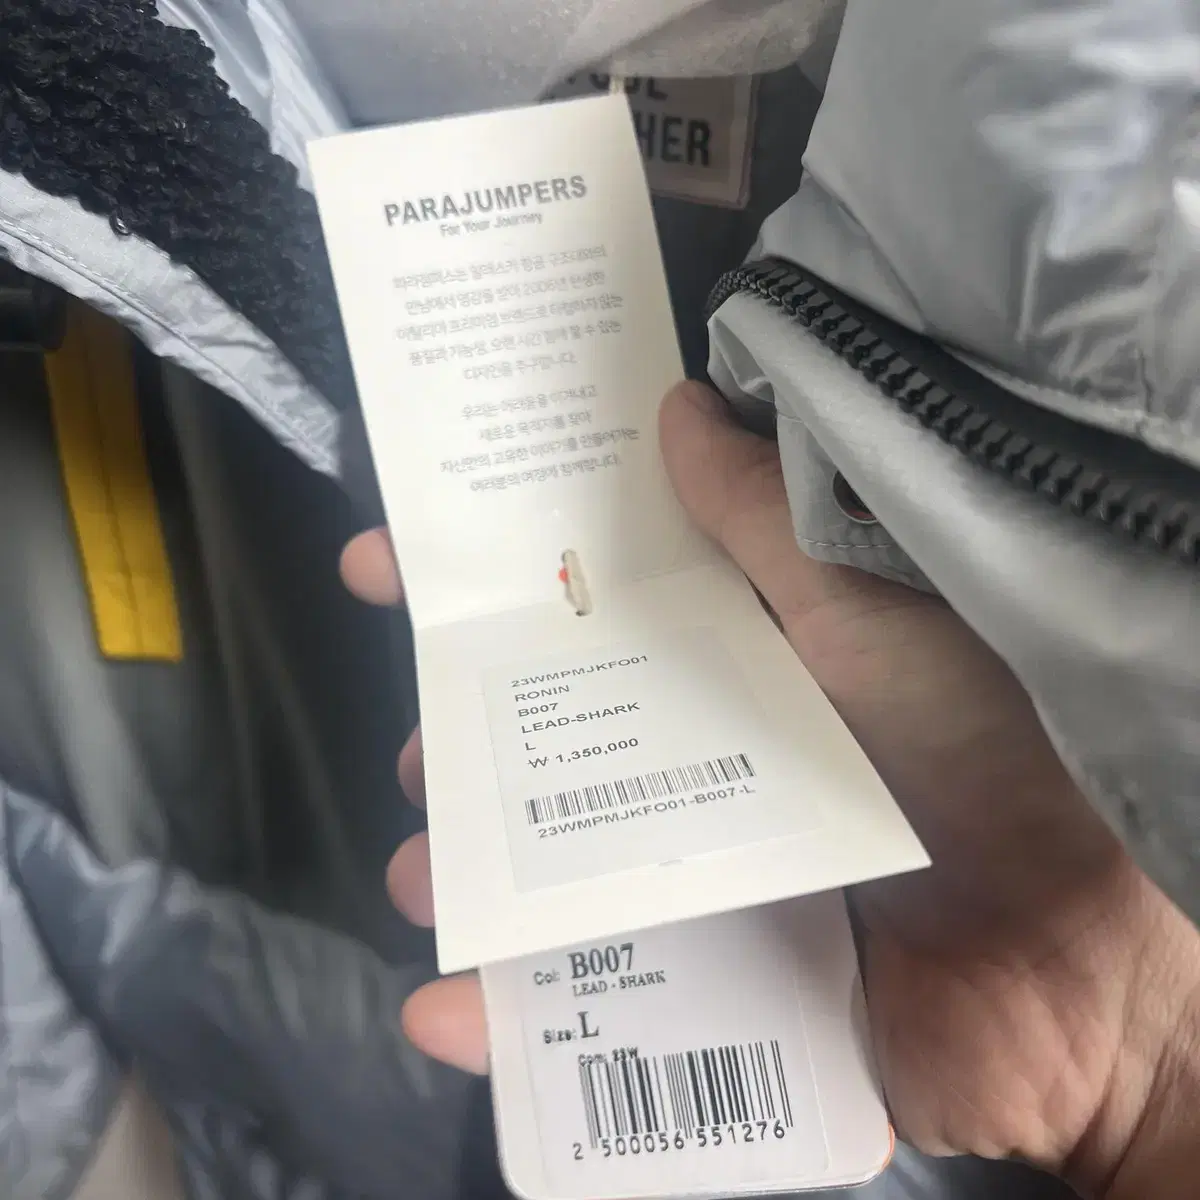 HER
PARAJUMPERS
For Your Journey
파라점퍼스는 알래스카 항공 구조대와의
만남에서 영감을 받아 2006년 탄생한
이탈리아 프리미엄 브랜드로 타협하지 않는
품질과 기능성, 오랜 시간 함께 할 수 있는
디자인을 추구합니다.
우리는 어려움을 이겨내고
새로운 목적지를 찾아
자신만의 고유한 이야기를 만들어가는
여러분의 여정에 함께합니다.
23WMPMJKFO01
RONIN
B007
LEAD-SHARK
L
₩ 1,350,000
23WMPMJKFO01-B007-L
Col: B007
LEAD - SHARK
Size: L
Com: 23W
2 500056 551276